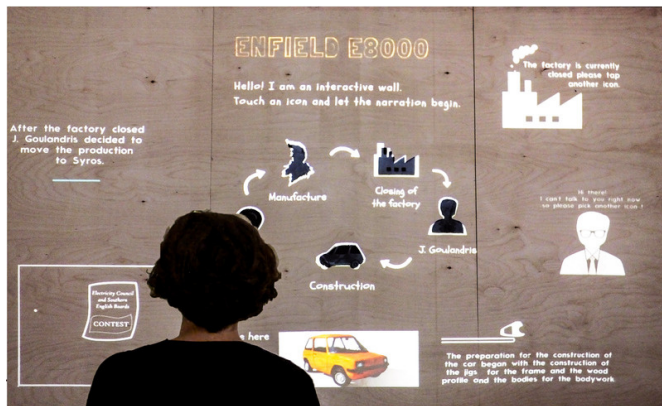 ENFIELD E8000
Hello! I am an interactive wall.
Touch an icon and let the narration begin.
The factory is currently
closed please tap
another icon.
After the factory closed
J. Goulandris decided to
move the production
to Syros.
Manufacture
Closing of
the factory
J. Goulandris
Construction
Hi there!
I can't talk to you right now
so please pick another icon !
Electricity Council
and Southern
English Boards
CONTEST
here
The preparation for the construction of
the car began with the construction of
the jigs for the frame and the wood
profile and the bodies for the bodywork.